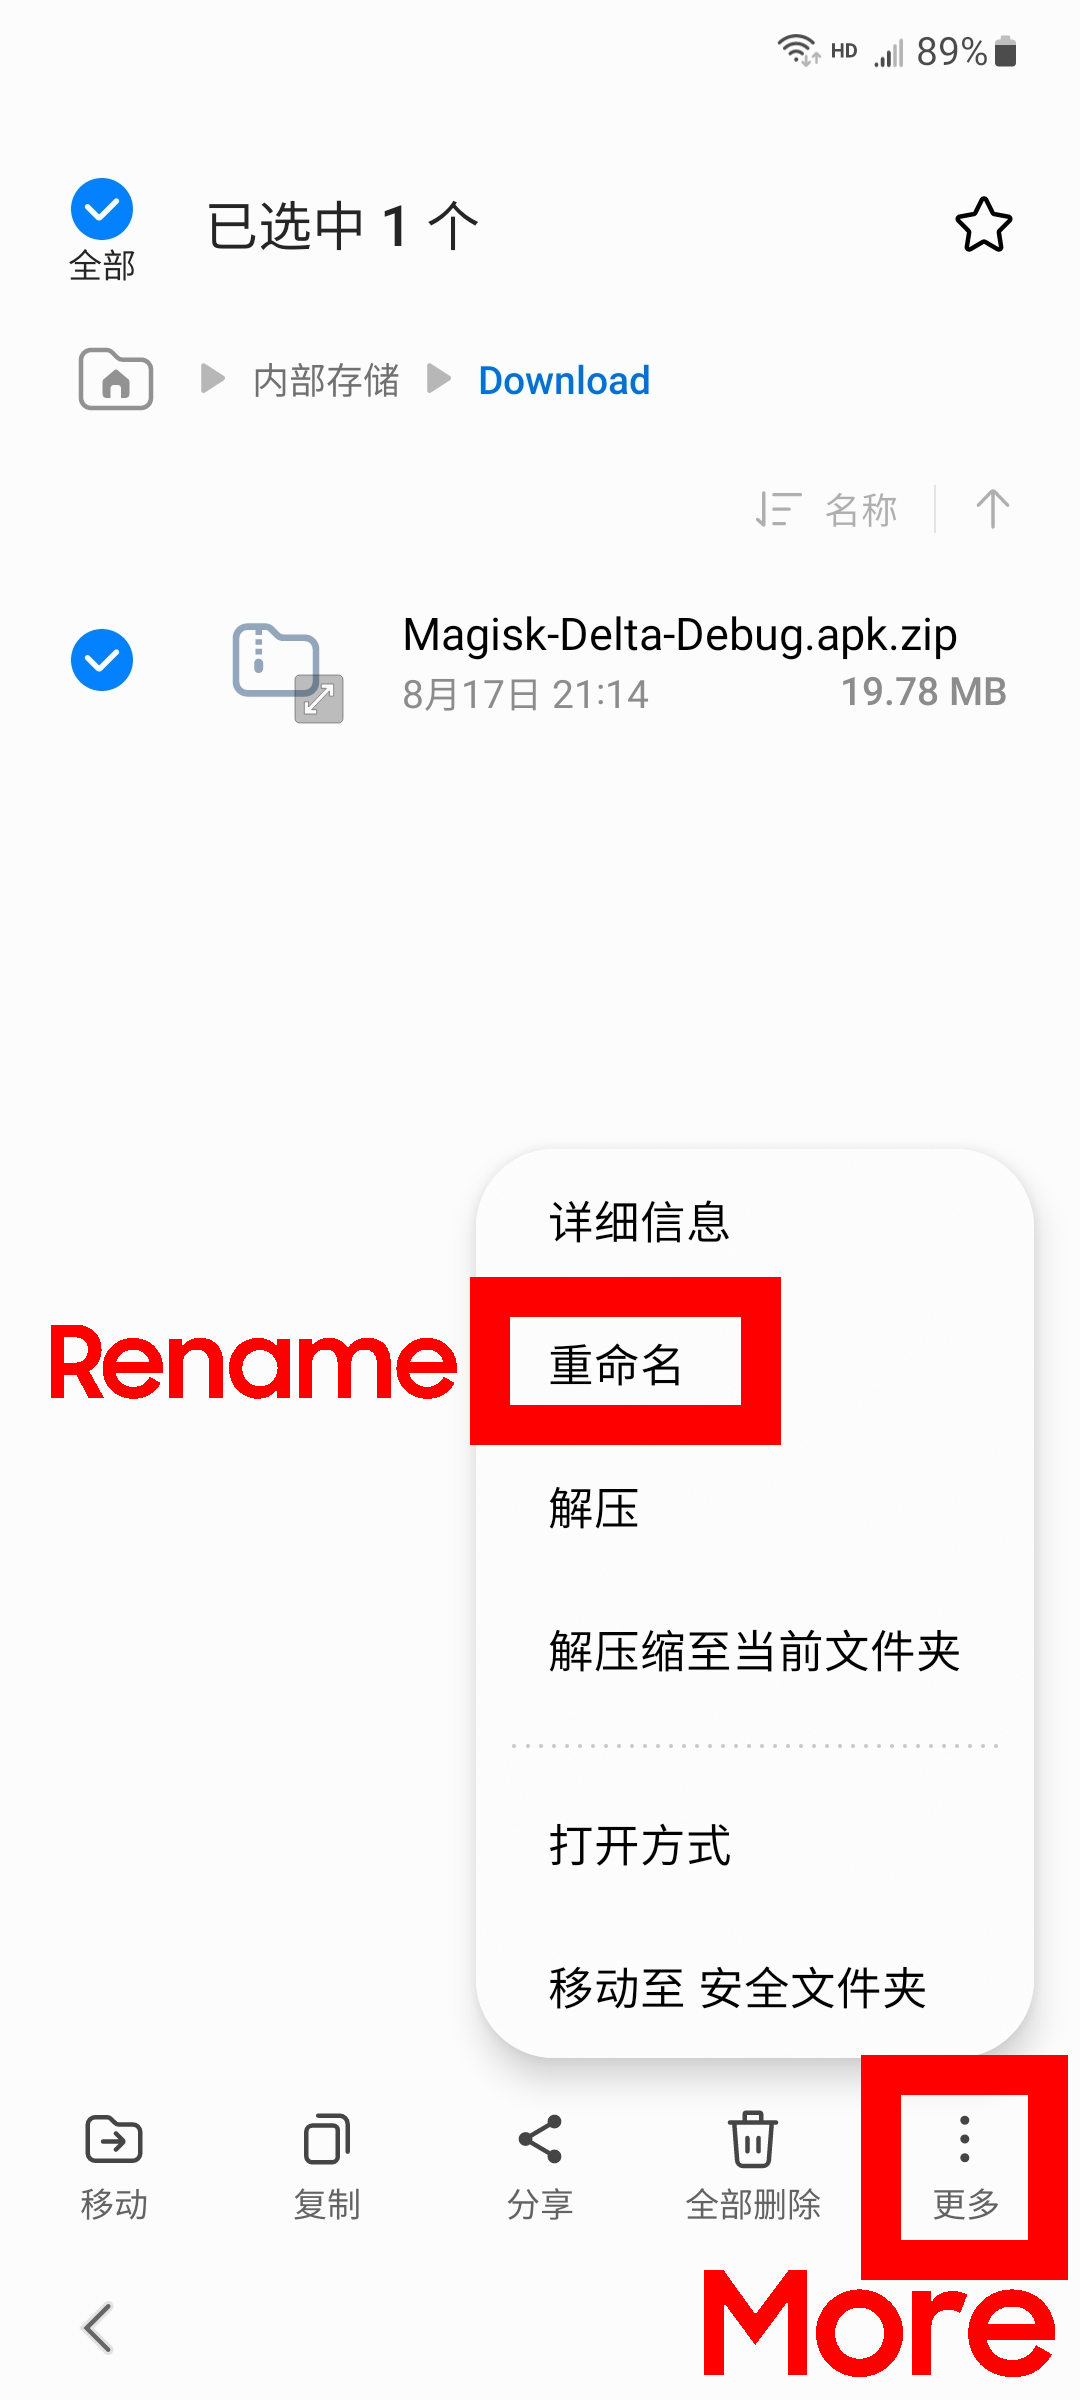 HD 89%
已选中 1 个
全部
内部存储 Download
名称
Magisk-Delta-Debug.apk.zip
8月17日 21:14 19.78 MB
详细信息
Rename 重命名
解压
解压缩至当前文件夹
打开方式
移动至 安全文件夹
移动 复制 分享 全部删除 更多
More